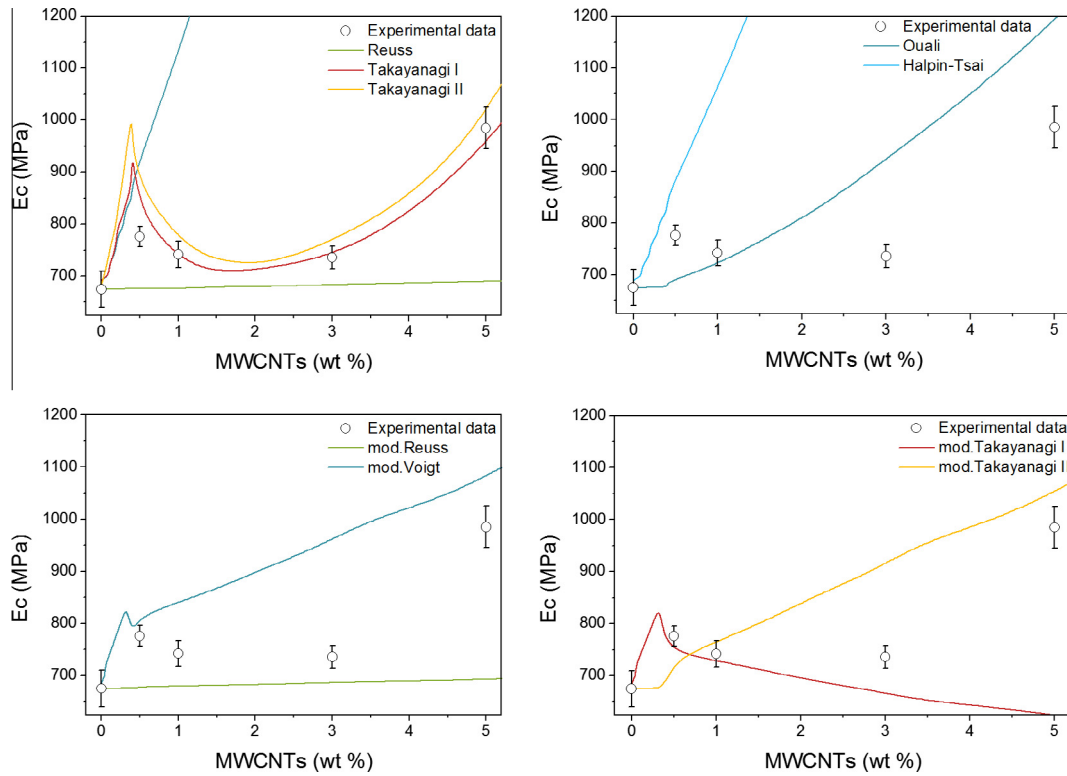 1200
1100
1000
900
800
700
Ec (MPa)
0
1
2
3
4
5
MWCNTs (wt %)
Experimental data
Reuss
Takayanagi I
Takayanagi II
1200
1100
1000
900
800
700
Ec (MPa)
0
1
2
3
4
5
MWCNTs (wt %)
Experimental data
Ouali
Halpin-Tsai
1200
1100
1000
900
800
700
Ec (MPa)
0
1
2
3
4
5
MWCNTs (wt %)
Experimental data
mod.Reuss
mod.Voigt
1200
1100
1000
900
800
700
Ec (MPa)
0
1
2
3
4
5
MWCNTs (wt %)
Experimental data
mod.Takayanagi I
mod.Takayanagi II